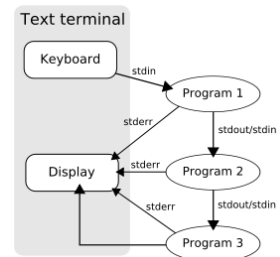 Text terminal
Keyboard
stdin
Program 1
stderr
stdout/stdin
Display
stderr
Program 2
stderr
stdout/stdin
Program 3